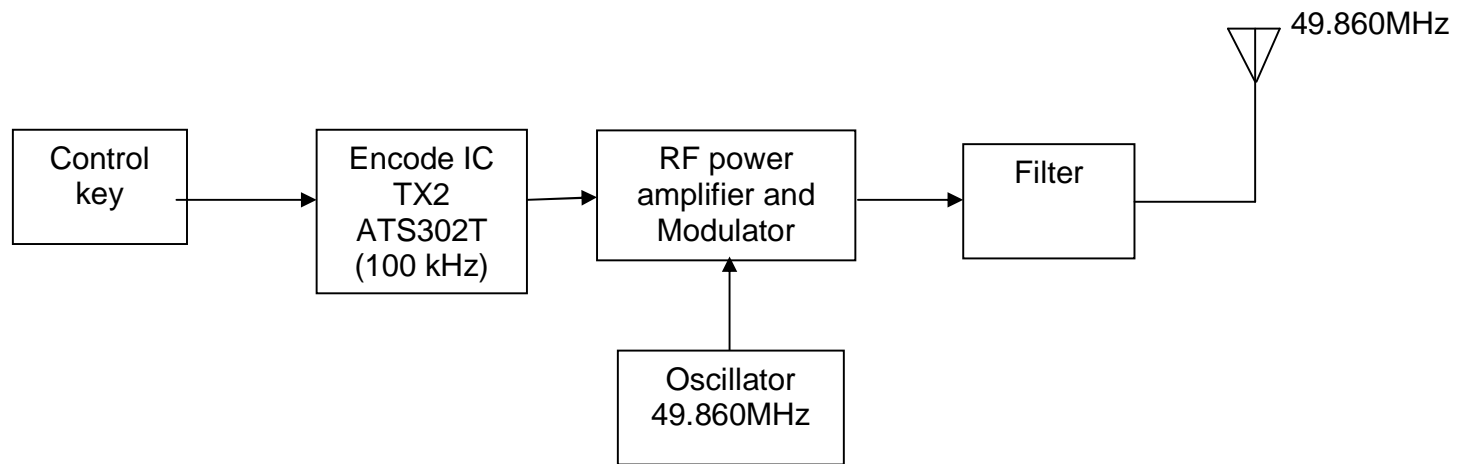 49.860MHz
Control
key
Encode IC
TX2
ATS302T
(100 kHz)
RF power
amplifier and
Modulator
Filter
Oscillator
49.860MHz